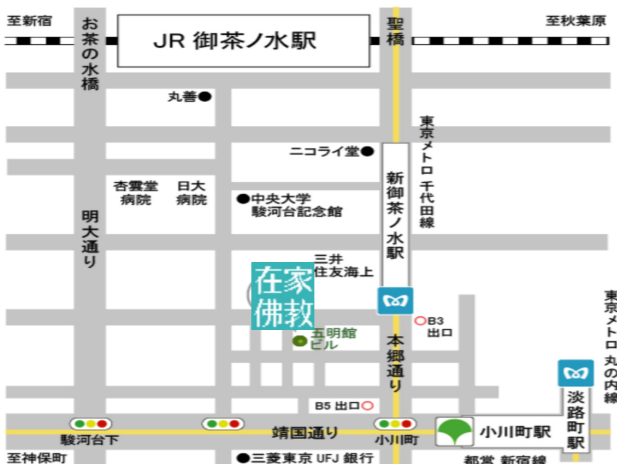 至新宿
至秋葉原
お茶の水橋
JR 御茶ノ水駅
聖橋
丸善
東京メトロ 千代田線
ニコライ堂
新御茶ノ水駅
杏雲堂
病院
日大
病院
中央大学
駿河台記念館
明大通り
三井
住友海上
在家
佛教
B3
出口
五明館
ビル
本郷通り
東京メトロ 丸の内線
B5 出口
淡路町駅
駿河台下
靖国通り
小川町
小川町駅
至神保町
三菱東京 UFJ 銀行
都営 新宿線